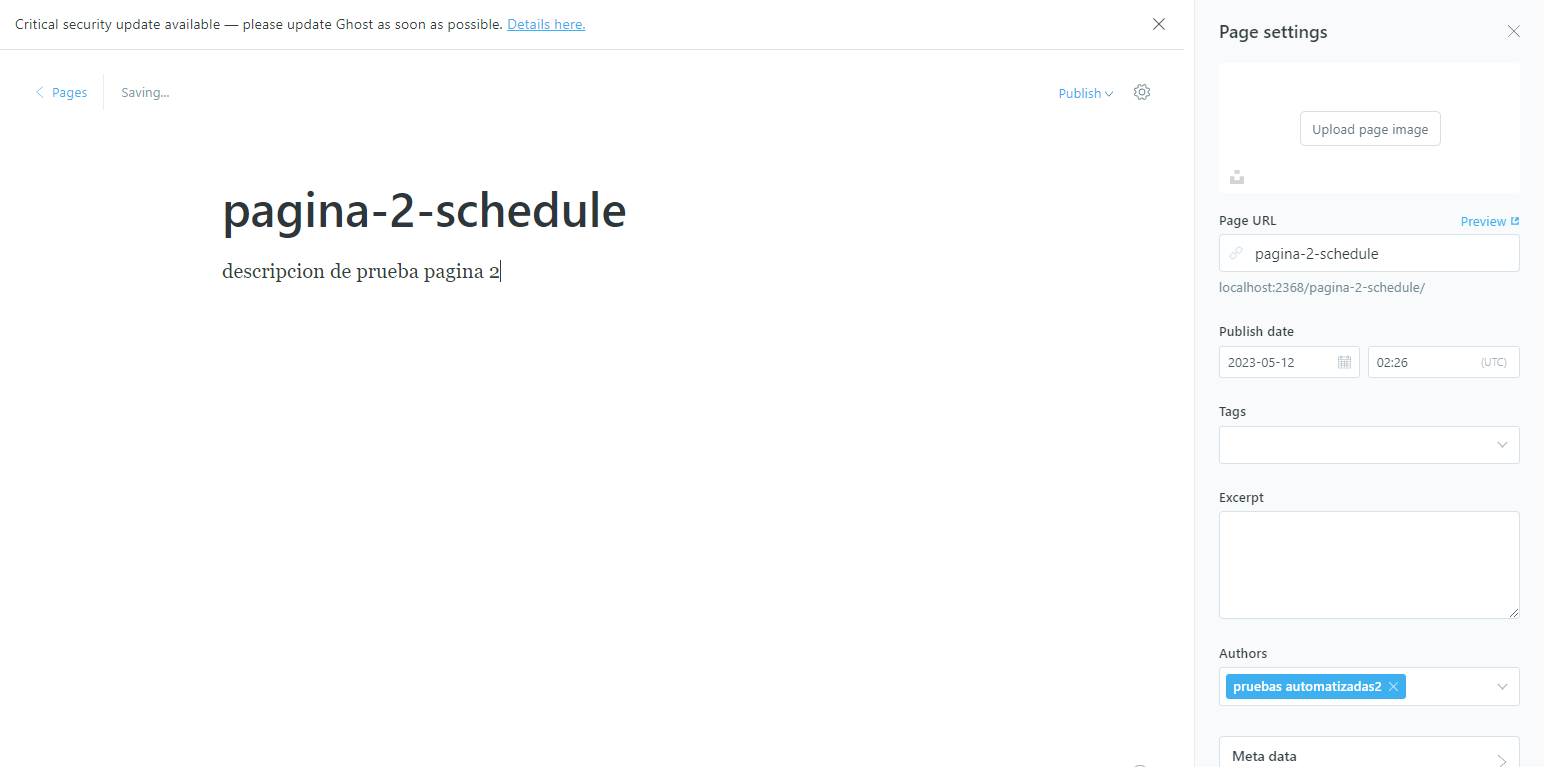 Critical security update available — please update Ghost as soon as possible. Details here.
Pages
Saving...
Publish
pagina-2-schedule
descripcion de prueba pagina 2
Page settings
Upload page image
Page URL
Preview
pagina-2-schedule
localhost:2368/pagina-2-schedule/
Publish date
2023-05-12
02:26
(UTC)
Tags
Excerpt
Authors
pruebas automatizadas2
Meta data